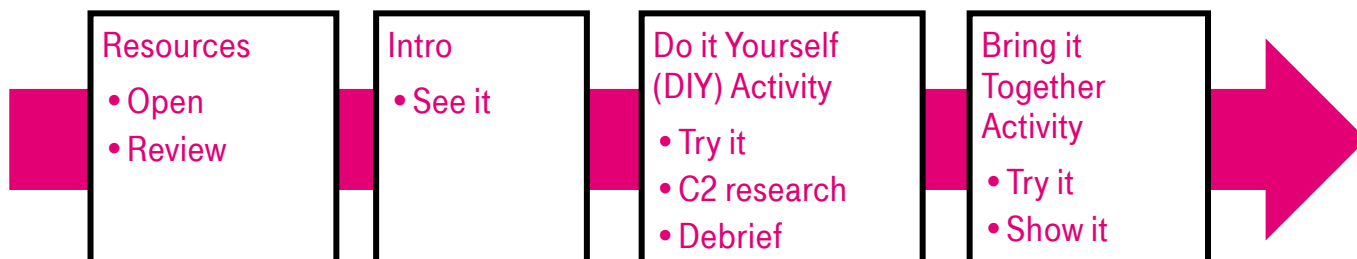 Resources
• Open
• Review
Intro
• See it
Do it Yourself
(DIY) Activity
• Try it
• C2 research
• Debrief
Bring it
Together
Activity
• Try it
• Show it